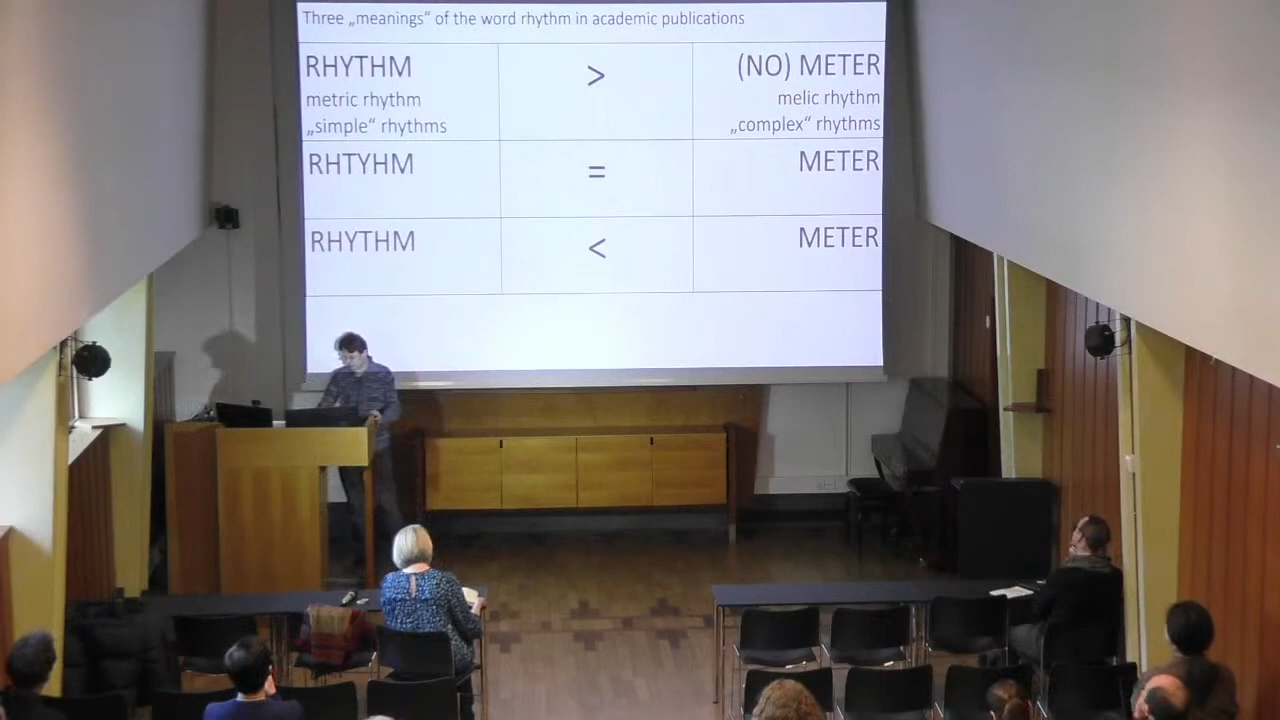 Three „meanings“ of the word rhythm in academic publications
RHYTHM > (NO) METER
metric rhythm melic rhythm
„simple“ rhythms „complex“ rhythms
RHTYHM = METER
RHYTHM < METER